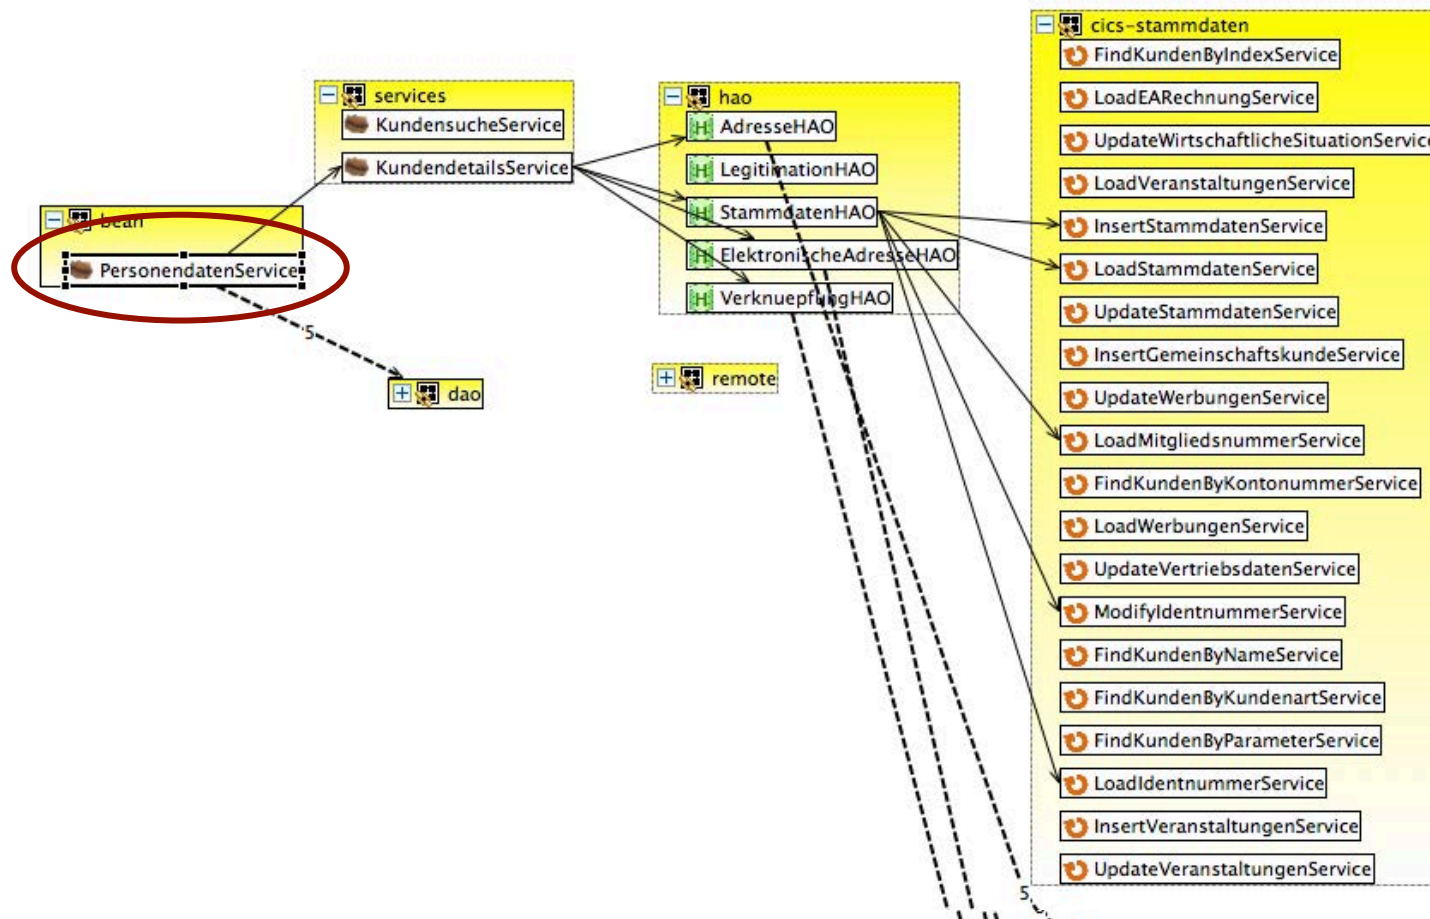 bean
PersonendatenService
5
dao
services
KundensucheService
KundendetailsService
hao
AdresseHAO
LegitimationHAO
StammdatenHAO
ElektronischeAdresseHAO
VerknuepfungHAO
remote
cics-stammdaten
FindKundenByIndexService
LoadEARechnungService
UpdateWirtschaftlicheSituationService
LoadVeranstaltungenService
InsertStammdatenService
LoadStammdatenService
UpdateStammdatenService
InsertGemeinschaftskundeService
UpdateWerbungenService
LoadMitgliedsnummerService
FindKundenByKontonummerService
LoadWerbungenService
UpdateVertriebsdatenService
ModifyIdentnummerService
FindKundenByNameService
FindKundenByKundenartService
FindKundenByParameterService
LoadIdentnummerService
InsertVeranstaltungenService
UpdateVeranstaltungenService
5